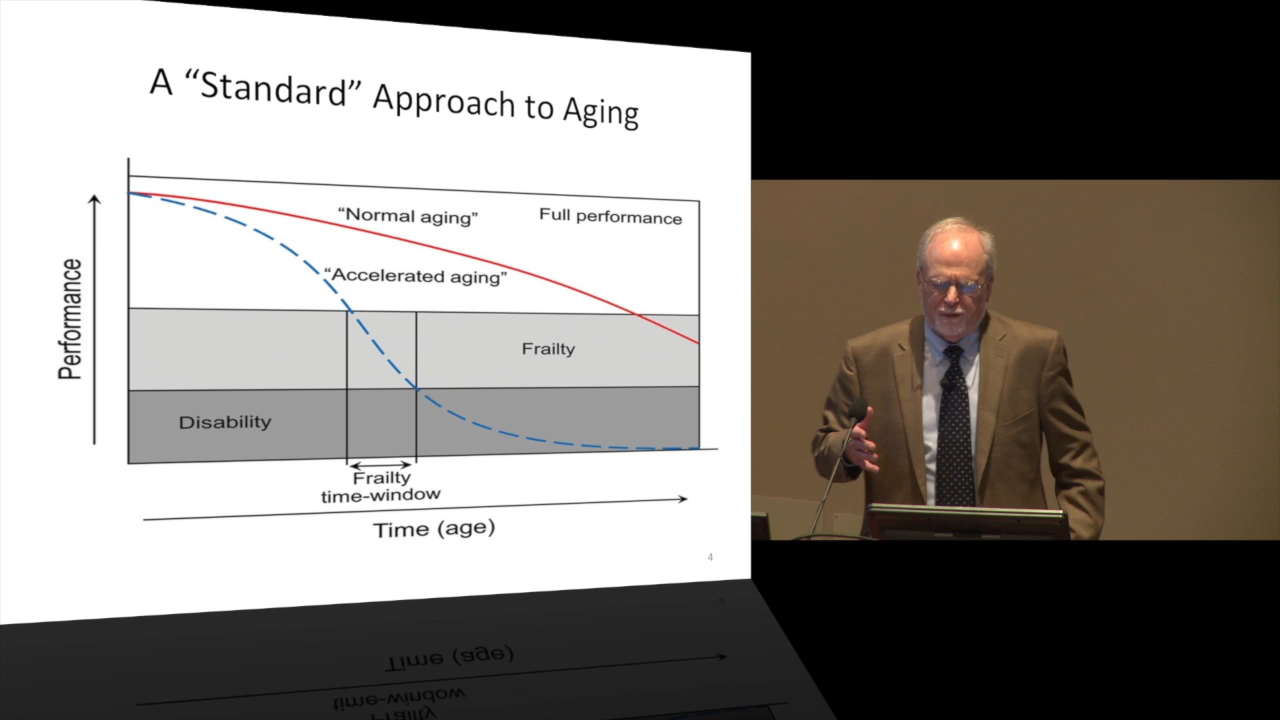 A “Standard” Approach to Aging
“Normal aging”
Full performance
“Accelerated aging”
Performance
Frailty
Disability
Frailty
time-window
Time (age)
4
Time (age)
time-window
Frailty